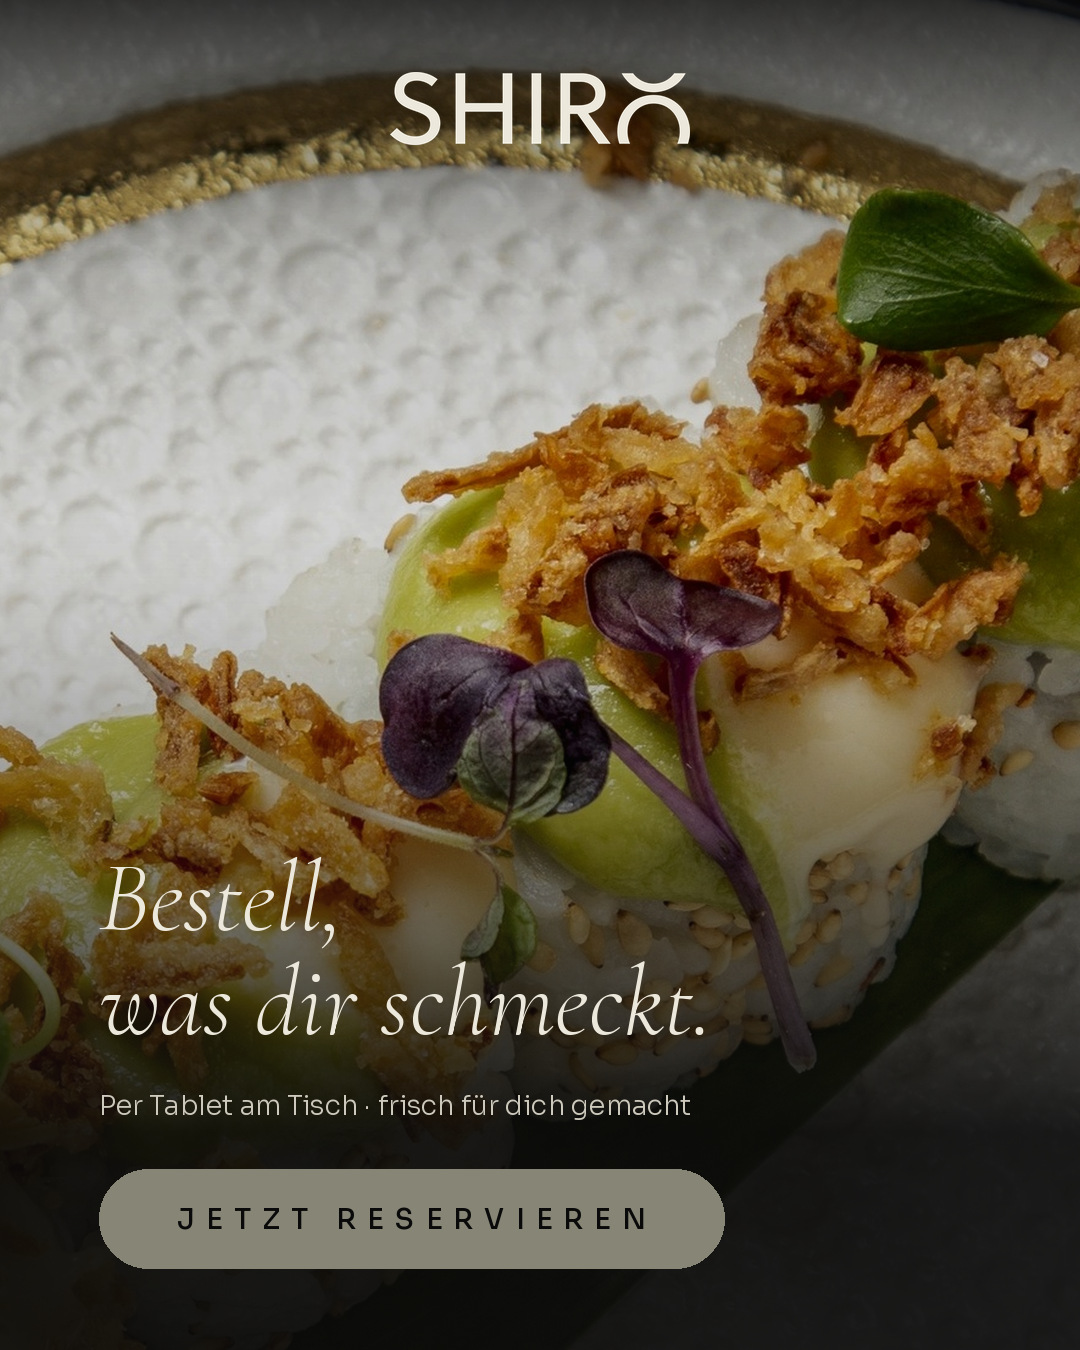 SHIRO
Bestell,
was dir schmeckt.
Per Tablet am Tisch · frisch für dich gemacht
JETZT RESERVIEREN